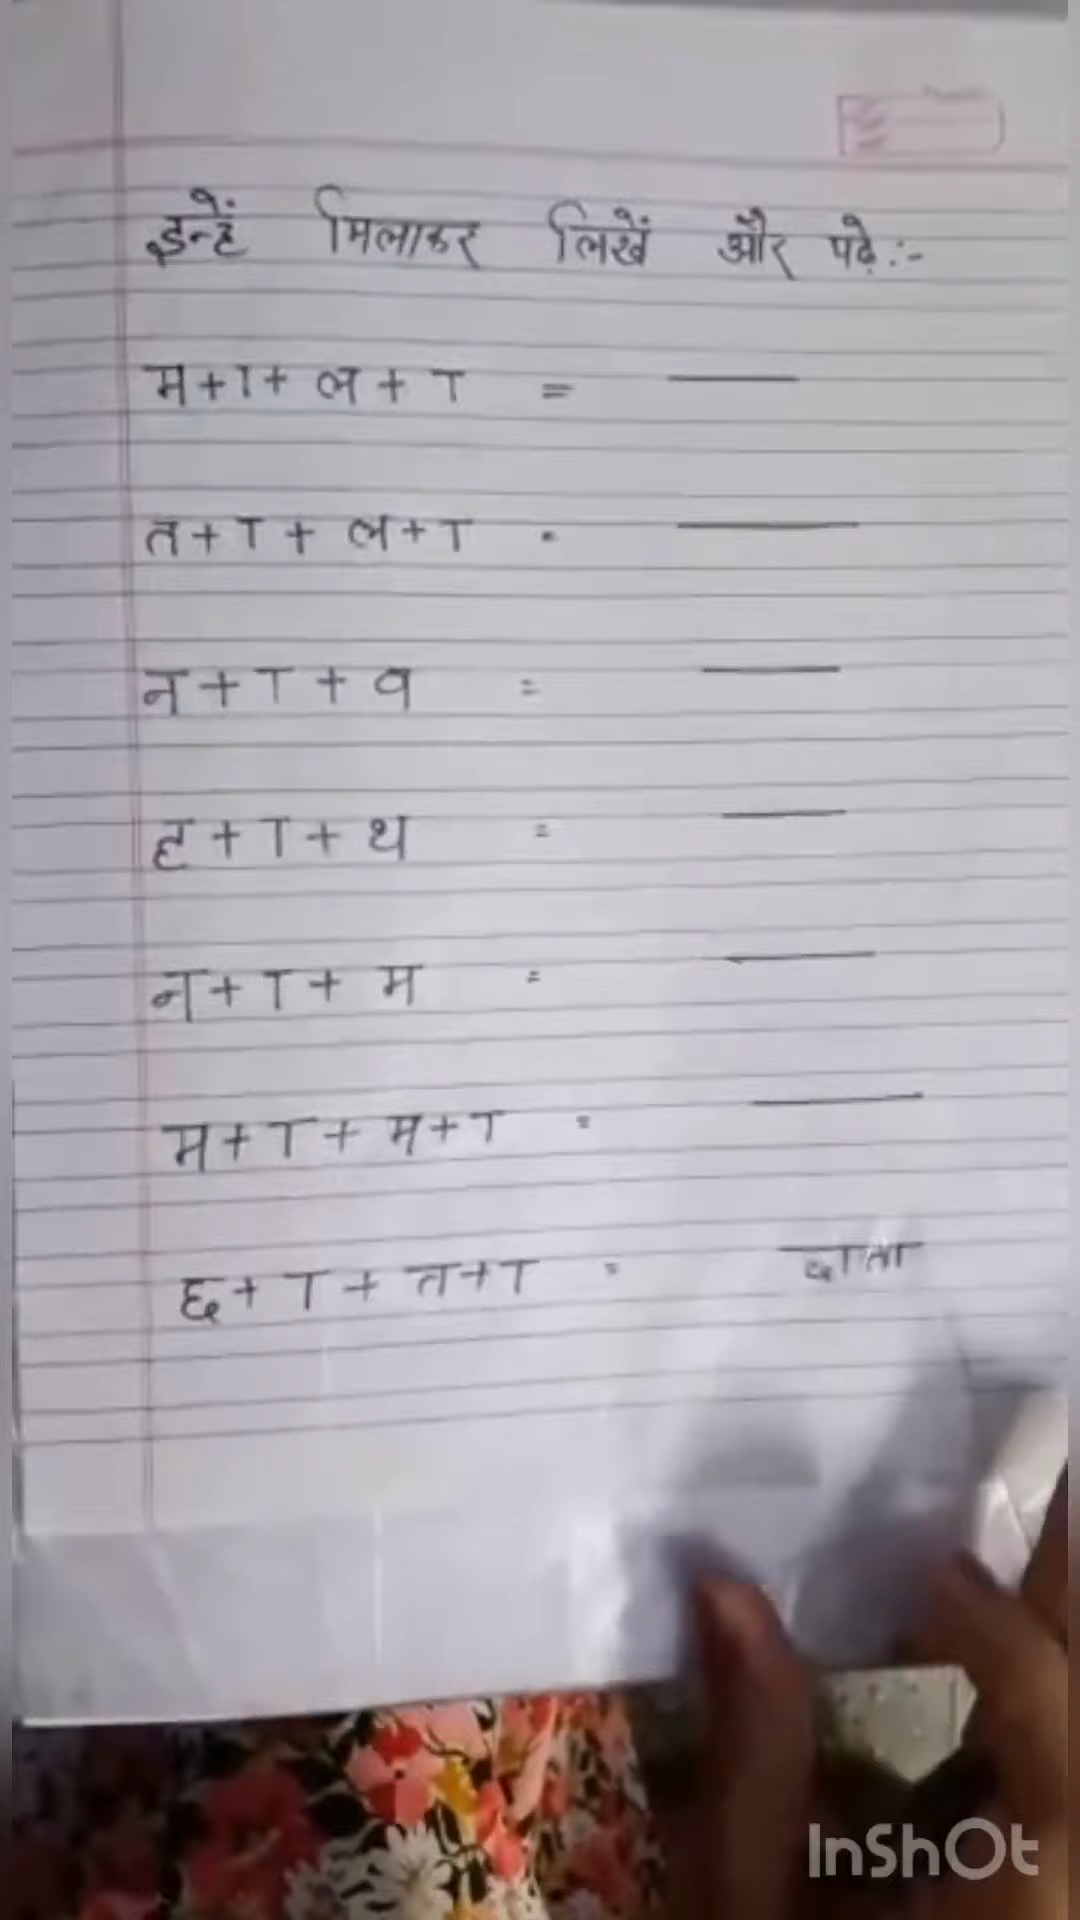 इन्हें मिलाकर लिखें और पढ़े :-
म + ा + ल + ा =
त + ा + ल + ा =
न + ा + व =
ह + ा + थ =
न + ा + म =
म + ा + म + ा =
छ + ा + त + ा = छाता
InShOt